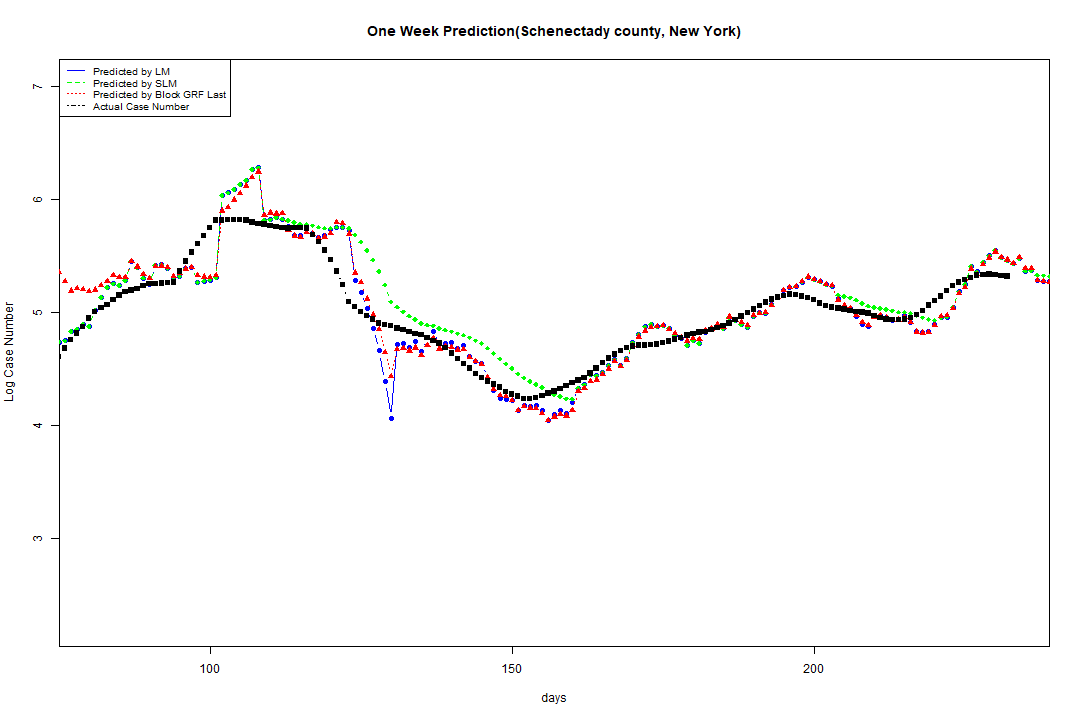 One Week Prediction(Schenectady county, New York)
Predicted by LM
Predicted by SLM
Predicted by Block GRF Last
Actual Case Number
Log Case Number
7
6
5
4
3
100
150
200
days